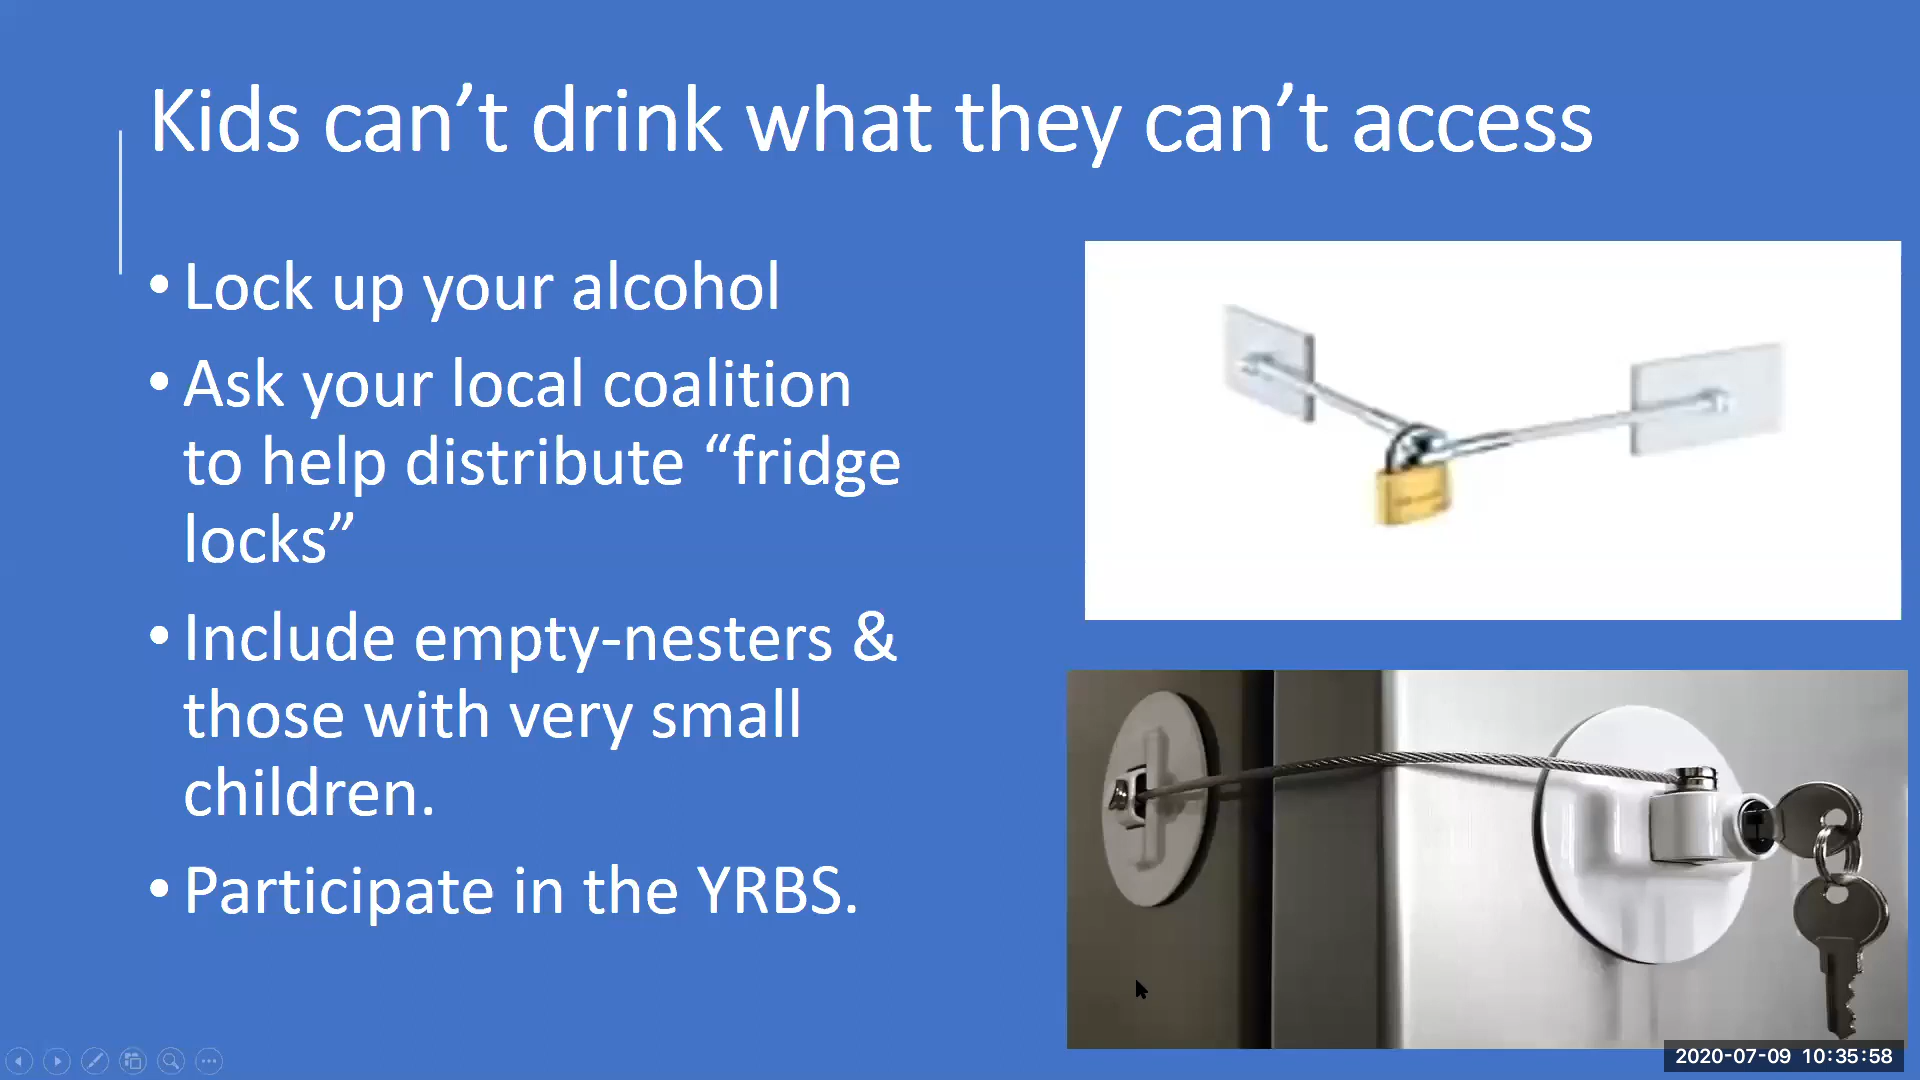 Kids can’t drink what they can’t access
• Lock up your alcohol
• Ask your local coalition
to help distribute “fridge
locks”
• Include empty-nesters &
those with very small
children.
• Participate in the YRBS.
2020-07-09 10:35:58